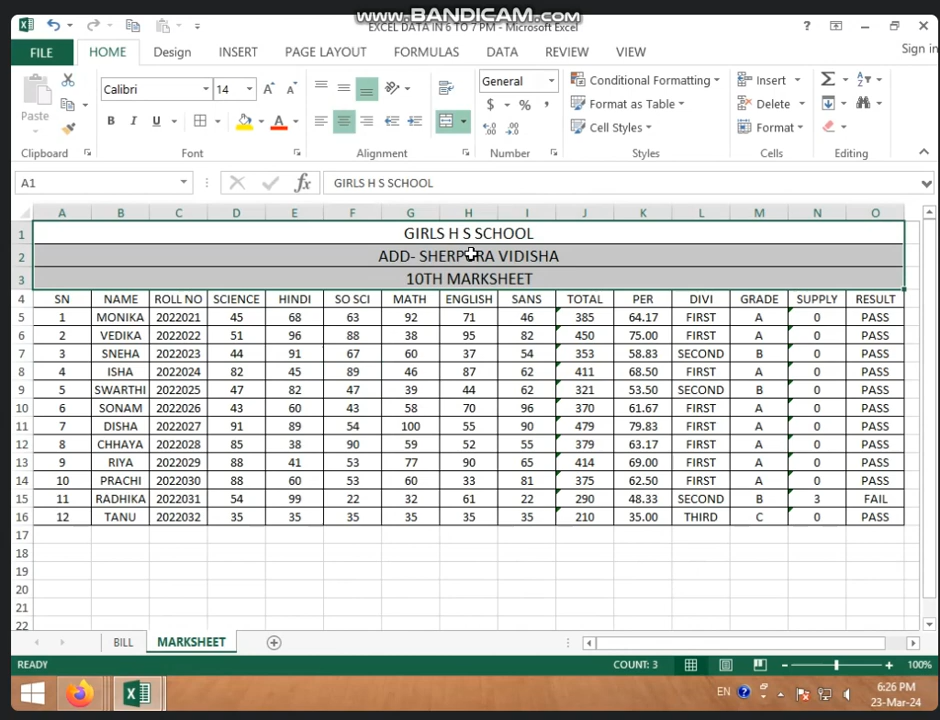 www.BANDICAM.com
EXCEL DATA IN 6 TO 7 PM - Microsoft Excel
?
FILE HOME Design INSERT PAGE LAYOUT FORMULAS DATA REVIEW VIEW Sign in
Paste
Calibri 14 A A
B I U A
General
$ % ,
Conditional Formatting
Format as Table
Cell Styles
Insert
Delete
Format
Clipboard Font Alignment Number Styles Cells Editing
A1 fx GIRLS H S SCHOOL
A B C D E F G H I J K L M N O
1 GIRLS H S SCHOOL
2 ADD- SHERPURA VIDISHA
3 10TH MARKSHEET
4 SN NAME ROLL NO SCIENCE HINDI SO SCI MATH ENGLISH SANS TOTAL PER DIVI GRADE SUPPLY RESULT
5 1 MONIKA 2022021 45 68 63 92 71 46 385 64.17 FIRST A 0 PASS
6 2 VEDIKA 2022022 51 96 88 38 95 82 450 75.00 FIRST A 0 PASS
7 3 SNEHA 2022023 44 91 67 60 37 54 353 58.83 SECOND B 0 PASS
8 4 ISHA 2022024 82 45 89 46 87 62 411 68.50 FIRST A 0 PASS
9 5 SWARTHI 2022025 47 82 47 39 44 62 321 53.50 SECOND B 0 PASS
10 6 SONAM 2022026 43 60 43 58 70 96 370 61.67 FIRST A 0 PASS
11 7 DISHA 2022027 91 89 54 100 55 90 479 79.83 FIRST A 0 PASS
12 8 CHHAYA 2022028 85 38 90 59 52 55 379 63.17 FIRST A 0 PASS
13 9 RIYA 2022029 88 41 53 77 90 65 414 69.00 FIRST A 0 PASS
14 10 PRACHI 2022030 88 60 53 60 33 81 375 62.50 FIRST A 0 PASS
15 11 RADHIKA 2022031 54 99 22 32 61 22 290 48.33 SECOND B 3 FAIL
16 12 TANU 2022032 35 35 35 35 35 35 210 35.00 THIRD C 0 PASS
17
18
19
20
21
22
BILL MARKSHEET
READY COUNT: 3 100%
EN 6:26 PM
23-Mar-24